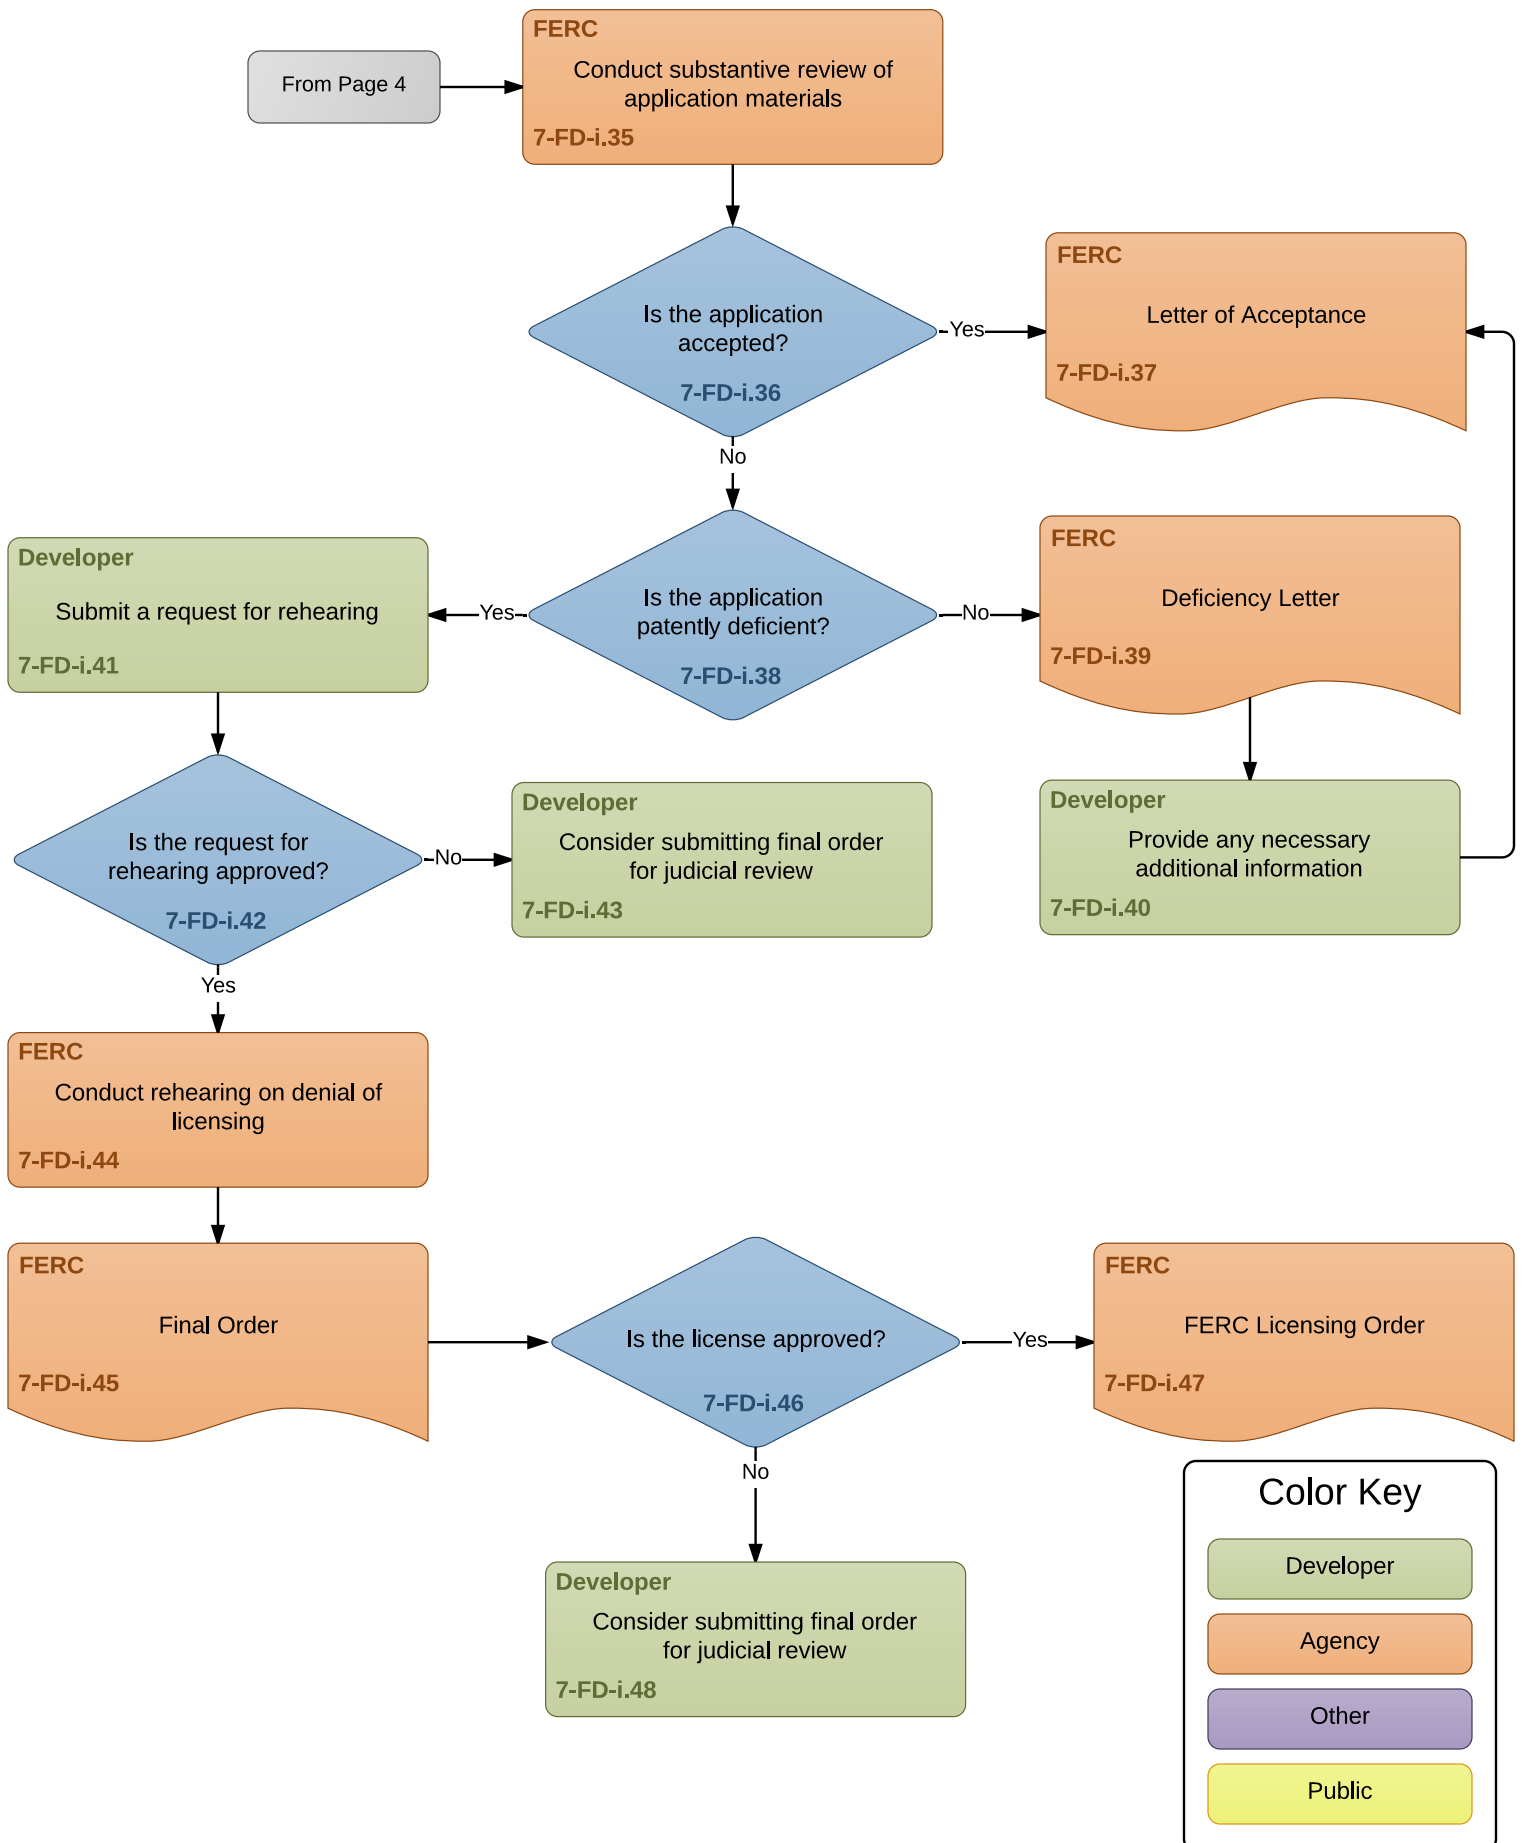 From Page 4
FERC
Conduct substantive review of
application materials
7-FD-i.35
Is the application
accepted?
7-FD-i.36
Yes
FERC
Letter of Acceptance
7-FD-i.37
No
Is the application
patently deficient?
7-FD-i.38
No
FERC
Deficiency Letter
7-FD-i.39
Developer
Provide any necessary
additional information
7-FD-i.40
Yes
Developer
Submit a request for rehearing
7-FD-i.41
Is the request for
rehearing approved?
7-FD-i.42
No
Developer
Consider submitting final order
for judicial review
7-FD-i.43
Yes
FERC
Conduct rehearing on denial of
licensing
7-FD-i.44
FERC
Final Order
7-FD-i.45
Is the license approved?
7-FD-i.46
Yes
FERC
FERC Licensing Order
7-FD-i.47
No
Developer
Consider submitting final order
for judicial review
7-FD-i.48
Color Key
Developer
Agency
Other
Public